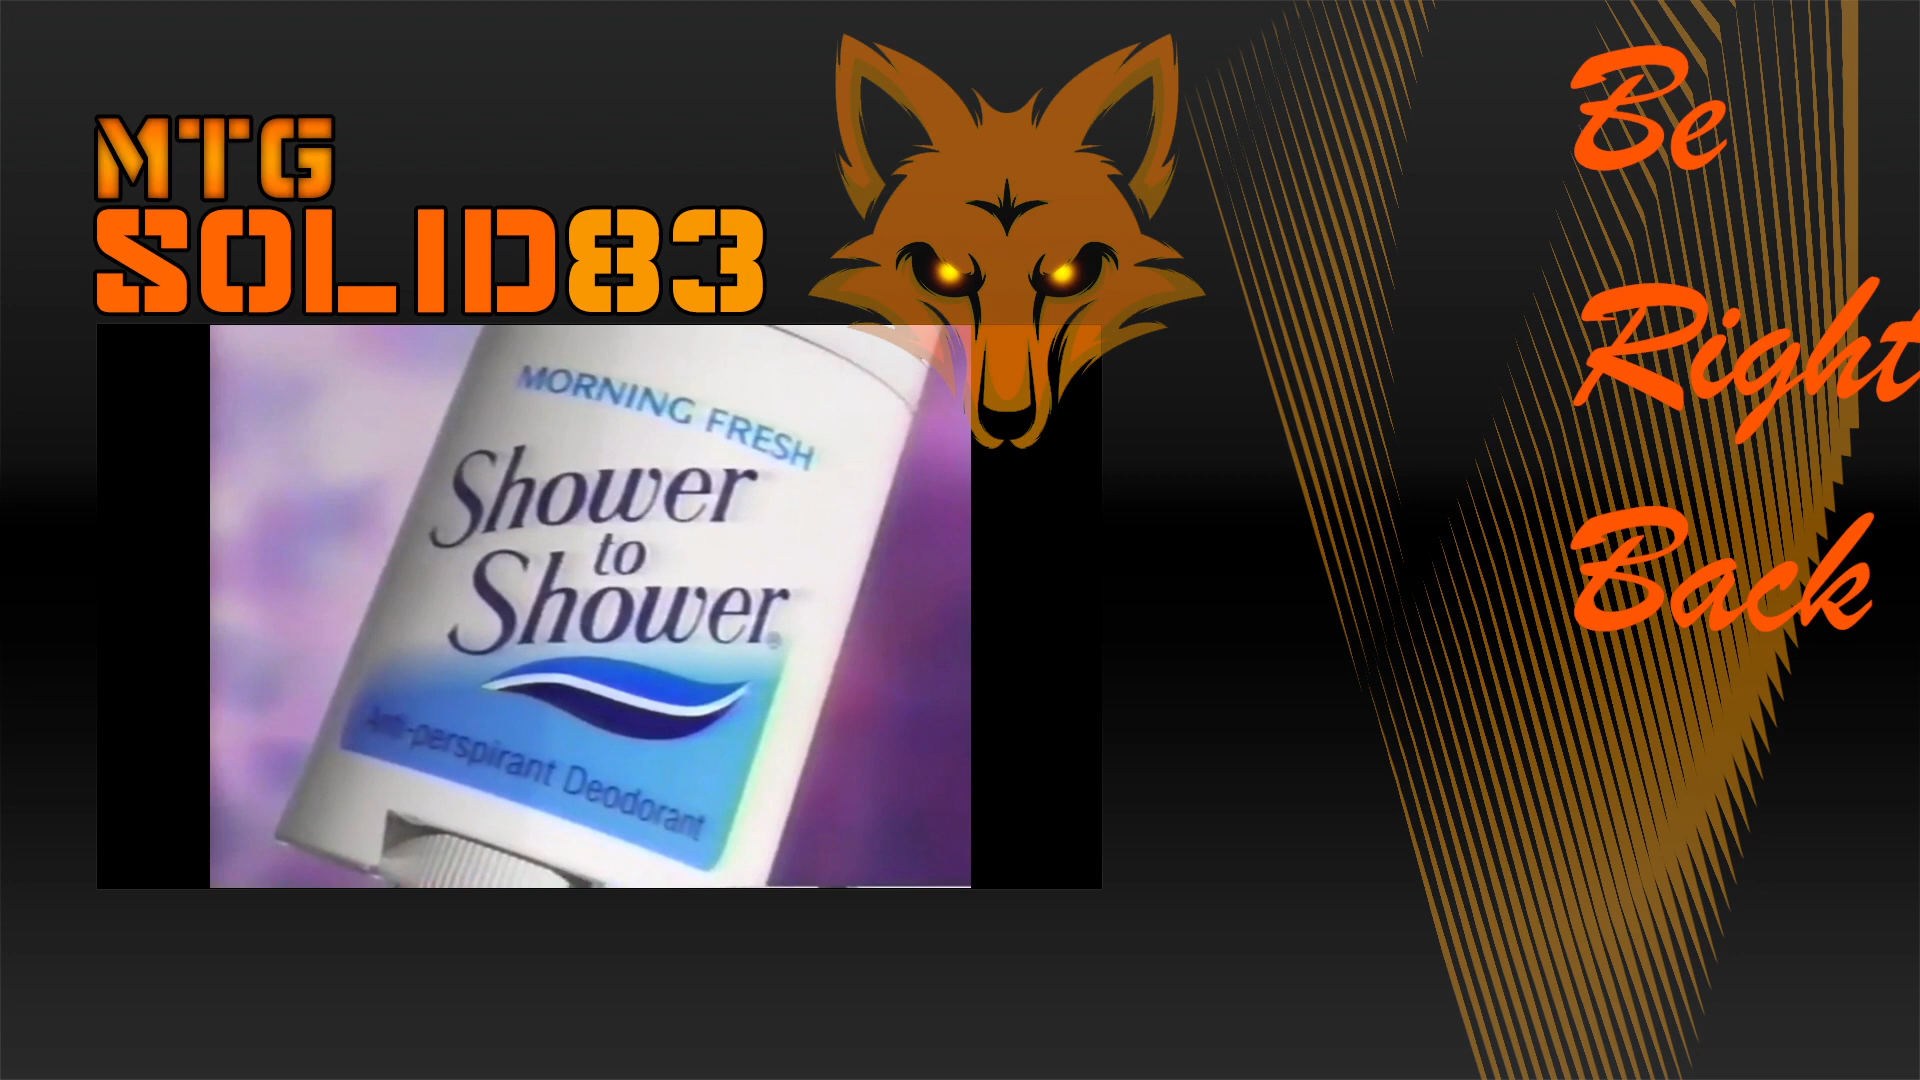 MTG
SOLID83
MORNING FRESH
Shower
to
Shower®
Anti-perspirant Deodorant
Be
Right
Back